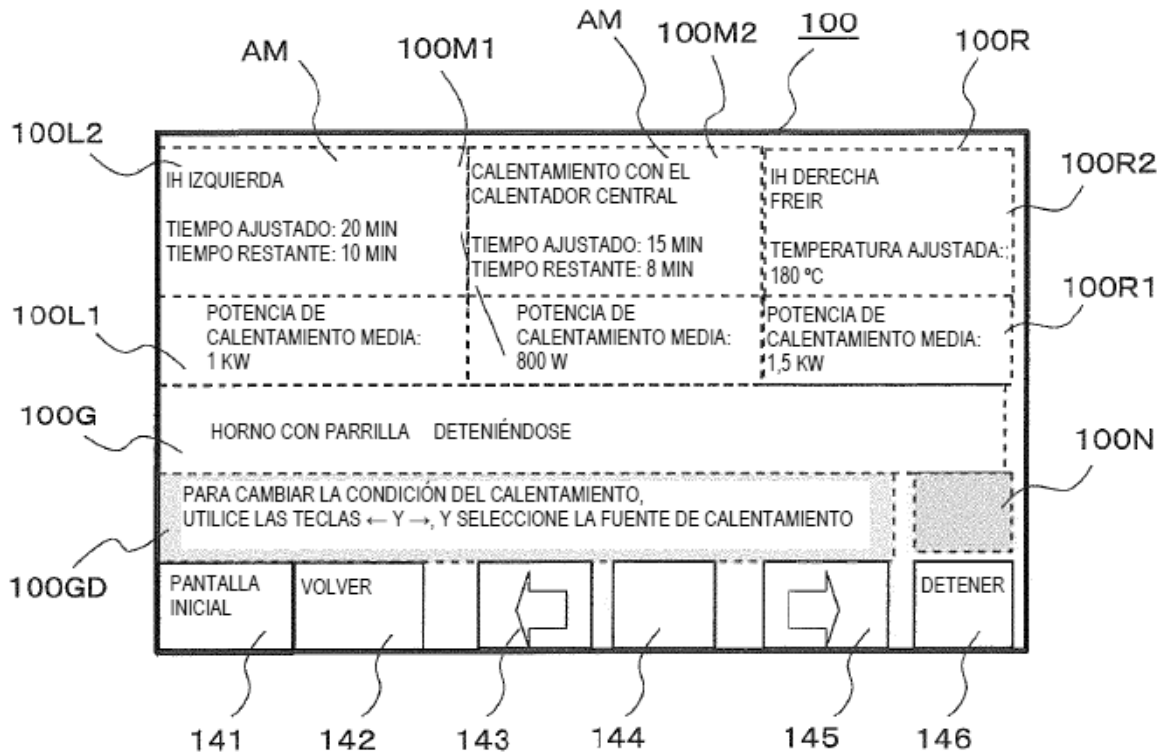 AM
100M1
AM
100M2
100
100R
100L2
100R2
IH IZQUIERDA
TIEMPO AJUSTADO: 20 MIN
TIEMPO RESTANTE: 10 MIN
CALENTAMIENTO CON EL
CALENTADOR CENTRAL
TIEMPO AJUSTADO: 15 MIN
TIEMPO RESTANTE: 8 MIN
IH DERECHA
FREIR
TEMPERATURA AJUSTADA:;
180 ºC
100L1
100R1
POTENCIA DE
CALENTAMIENTO MEDIA:
1 KW
POTENCIA DE
CALENTAMIENTO MEDIA:
800 W
POTENCIA DE
CALENTAMIENTO MEDIA:
1,5 KW
100G
HORNO CON PARRILLA DETENIÉNDOSE
100N
PARA CAMBIAR LA CONDICIÓN DEL CALENTAMIENTO,
UTILICE LAS TECLAS ← Y →, Y SELECCIONE LA FUENTE DE CALENTAMIENTO
100GD
PANTALLA
INICIAL
VOLVER
DETENER
141
142
143
144
145
146